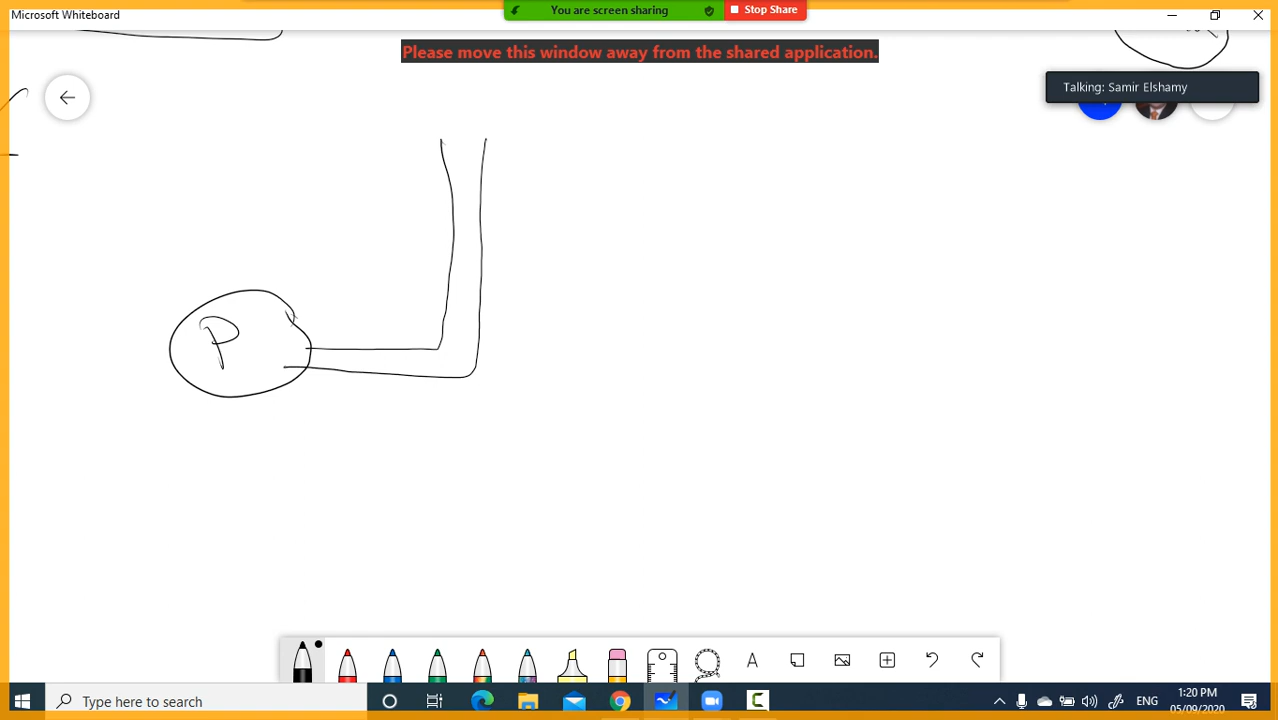 You are screen sharing
Stop Share
Microsoft Whiteboard
Please move this window away from the shared application.
Talking: Samir Elshamy
P
A
Type here to search
ENG
1:20 PM
05/09/2020